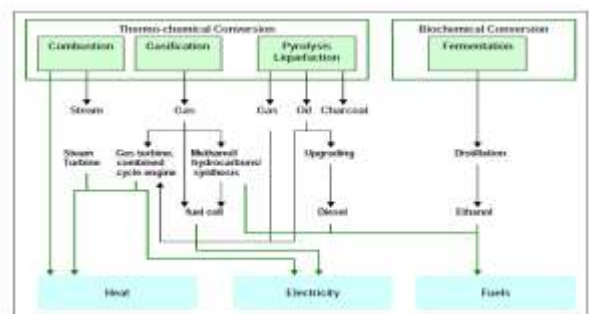 Thermo-chemical Conversion
Biochemical Conversion
Combustion
Gasification
Pyrolysis
Liquefaction
Fermentation
Steam
Gas
Gas
Oil
Charcoal
Steam
Turbine
Gas turbine,
combined
cycle engine
Methanol/
hydrocarbons/
synthesis
Upgrading
Distillation
fuel cell
Diesel
Ethanol
Heat
Electricity
Fuels